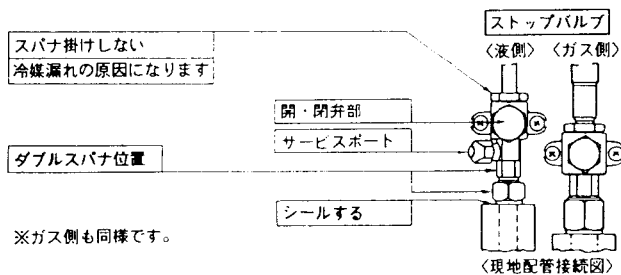 ストップバルブ
〈液側〉〈ガス側〉
スパナ掛けしない
冷媒漏れの原因になります
開・閉弁部
サービスポート
ダブルスパナ位置
シールする
※ガス側も同様です。
〈現地配管接続図〉